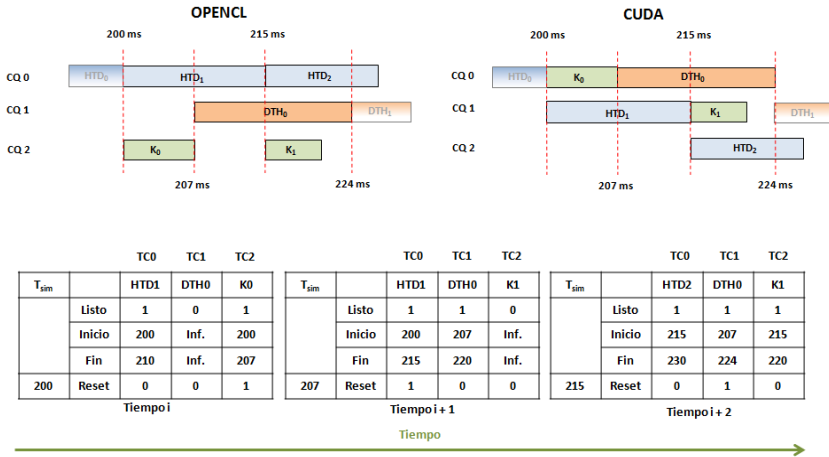 OPENCL CUDA
200 ms 215 ms 200 ms 215 ms
CQ 0 HTD₀ HTD₁ HTD₂ CQ 0 HTD₀ K₀ DTH₀
CQ 1 DTH₀ DTH₁ CQ 1 HTD₁ K₁ DTH₁
CQ 2 K₀ K₁ CQ 2 HTD₂
207 ms 224 ms 207 ms 224 ms
TC0 TC1 TC2 TC0 TC1 TC2 TC0 TC1 TC2
Tsim HTD1 DTH0 K0 Tsim HTD1 DTH0 K1 Tsim HTD2 DTH0 K1
Listo 1 0 1 Listo 1 1 0 Listo 1 1 1
Inicio 200 Inf. 200 Inicio 200 207 Inf. Inicio 215 207 215
Fin 210 Inf. 207 Fin 215 220 Inf. Fin 230 224 220
200 Reset 0 0 1 207 Reset 1 0 0 215 Reset 0 1 0
Tiempo i Tiempo i + 1 Tiempo i + 2
Tiempo